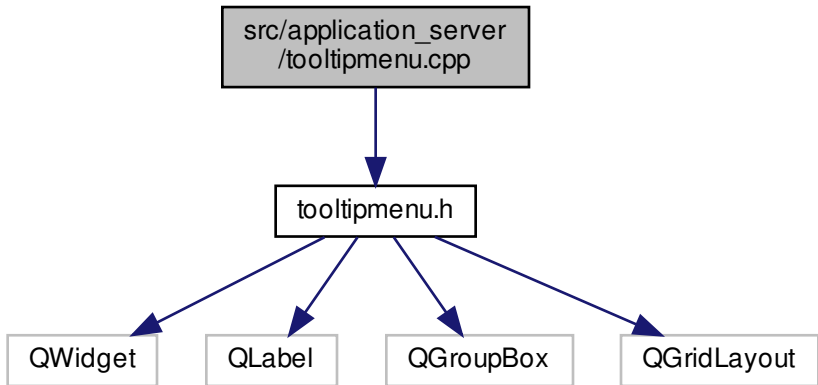 src/application_server
/tooltipmenu.cpp
tooltipmenu.h
QWidget
QLabel
QGroupBox
QGridLayout